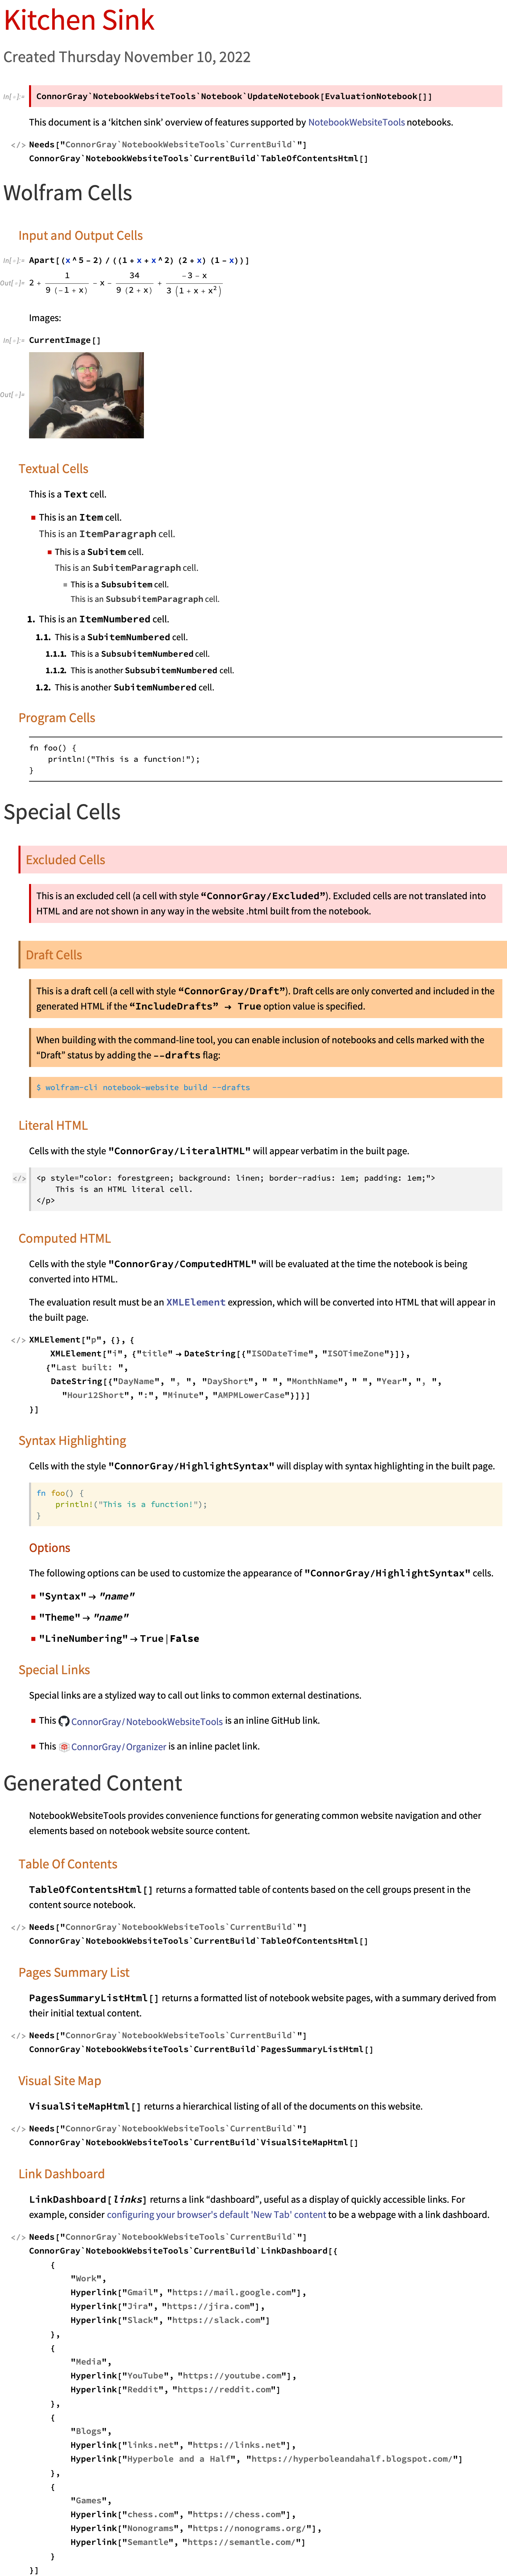 Kitchen Sink
Created Thursday November 10, 2022
In[◦]:= ConnorGray`NotebookWebsiteTools`Notebook`UpdateNotebook[EvaluationNotebook[]]
This document is a ‘kitchen sink’ overview of features supported by NotebookWebsiteTools notebooks.
</> Needs["ConnorGray`NotebookWebsiteTools`CurrentBuild`"]
ConnorGray`NotebookWebsiteTools`CurrentBuild`TableOfContentsHtml[]
Wolfram Cells
Input and Output Cells
In[◦]:= Apart[(x^5 - 2) / ((1 + x + x^2) (2 + x) (1 - x))]
Out[◦]= 2 + 1/(9 (-1 + x)) - x - 34/(9 (2 + x)) + (-3 - x)/(3 (1 + x + x²))
Images:
In[◦]:= CurrentImage[]
Out[◦]=
Textual Cells
This is a Text cell.
■ This is an Item cell.
This is an ItemParagraph cell.
■ This is a Subitem cell.
This is an SubitemParagraph cell.
■ This is a Subsubitem cell.
This is an SubsubitemParagraph cell.
1. This is an ItemNumbered cell.
1.1. This is a SubitemNumbered cell.
1.1.1. This is a SubsubitemNumbered cell.
1.1.2. This is another SubsubitemNumbered cell.
1.2. This is another SubitemNumbered cell.
Program Cells
fn foo() {
    println!("This is a function!");
}
Special Cells
Excluded Cells
This is an excluded cell (a cell with style “ConnorGray/Excluded”). Excluded cells are not translated into
HTML and are not shown in any way in the website .html built from the notebook.
Draft Cells
This is a draft cell (a cell with style “ConnorGray/Draft”). Draft cells are only converted and included in the
generated HTML if the “IncludeDrafts” → True option value is specified.
When building with the command-line tool, you can enable inclusion of notebooks and cells marked with the
“Draft” status by adding the --drafts flag:
$ wolfram-cli notebook-website build --drafts
Literal HTML
Cells with the style "ConnorGray/LiteralHTML" will appear verbatim in the built page.
</> <p style="color: forestgreen; background: linen; border-radius: 1em; padding: 1em;">
    This is an HTML literal cell.
</p>
Computed HTML
Cells with the style "ConnorGray/ComputedHTML" will be evaluated at the time the notebook is being
converted into HTML.
The evaluation result must be an XMLElement expression, which will be converted into HTML that will appear in
the built page.
</> XMLElement["p", {}, {
XMLElement["i", {"title" → DateString[{"ISODateTime", "ISOTimeZone"}]},
{"Last built: ",
DateString[{"DayName", ", ", "DayShort", " ", "MonthName", " ", "Year", ", ",
"Hour12Short", ":", "Minute", "AMPMLowerCase"}]}]
}]
Syntax Highlighting
Cells with the style "ConnorGray/HighlightSyntax" will display with syntax highlighting in the built page.
fn foo() {
    println!("This is a function!");
}
Options
The following options can be used to customize the appearance of "ConnorGray/HighlightSyntax" cells.
■ "Syntax" → "name"
■ "Theme" → "name"
■ "LineNumbering" → True | False
Special Links
Special links are a stylized way to call out links to common external destinations.
■ This ConnorGray/NotebookWebsiteTools is an inline GitHub link.
■ This ConnorGray/Organizer is an inline paclet link.
Generated Content
NotebookWebsiteTools provides convenience functions for generating common website navigation and other
elements based on notebook website source content.
Table Of Contents
TableOfContentsHtml[] returns a formatted table of contents based on the cell groups present in the
content source notebook.
</> Needs["ConnorGray`NotebookWebsiteTools`CurrentBuild`"]
ConnorGray`NotebookWebsiteTools`CurrentBuild`TableOfContentsHtml[]
Pages Summary List
PagesSummaryListHtml[] returns a formatted list of notebook website pages, with a summary derived from
their initial textual content.
</> Needs["ConnorGray`NotebookWebsiteTools`CurrentBuild`"]
ConnorGray`NotebookWebsiteTools`CurrentBuild`PagesSummaryListHtml[]
Visual Site Map
VisualSiteMapHtml[] returns a hierarchical listing of all of the documents on this website.
</> Needs["ConnorGray`NotebookWebsiteTools`CurrentBuild`"]
ConnorGray`NotebookWebsiteTools`CurrentBuild`VisualSiteMapHtml[]
Link Dashboard
LinkDashboard[links] returns a link “dashboard”, useful as a display of quickly accessible links. For
example, consider configuring your browser's default 'New Tab' content to be a webpage with a link dashboard.
</> Needs["ConnorGray`NotebookWebsiteTools`CurrentBuild`"]
ConnorGray`NotebookWebsiteTools`CurrentBuild`LinkDashboard[{
{
"Work",
Hyperlink["Gmail", "https://mail.google.com"],
Hyperlink["Jira", "https://jira.com"],
Hyperlink["Slack", "https://slack.com"]
},
{
"Media",
Hyperlink["YouTube", "https://youtube.com"],
Hyperlink["Reddit", "https://reddit.com"]
},
{
"Blogs",
Hyperlink["links.net", "https://links.net"],
Hyperlink["Hyperbole and a Half", "https://hyperboleandahalf.blogspot.com/"]
},
{
"Games",
Hyperlink["chess.com", "https://chess.com"],
Hyperlink["Nonograms", "https://nonograms.org/"],
Hyperlink["Semantle", "https://semantle.com/"]
}
}]